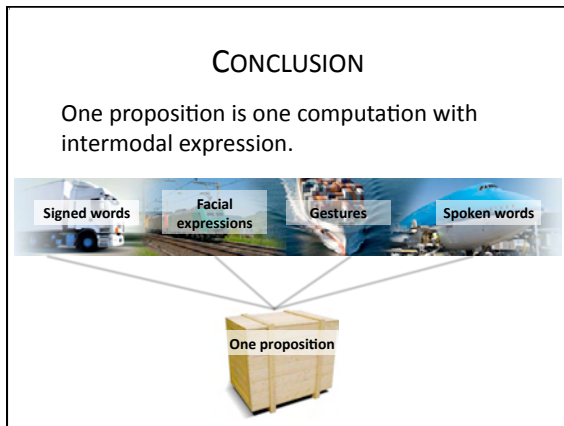 CONCLUSION
One proposition is one computation with
intermodal expression.
Signed words
Facial
expressions
Gestures
Spoken words
One proposition